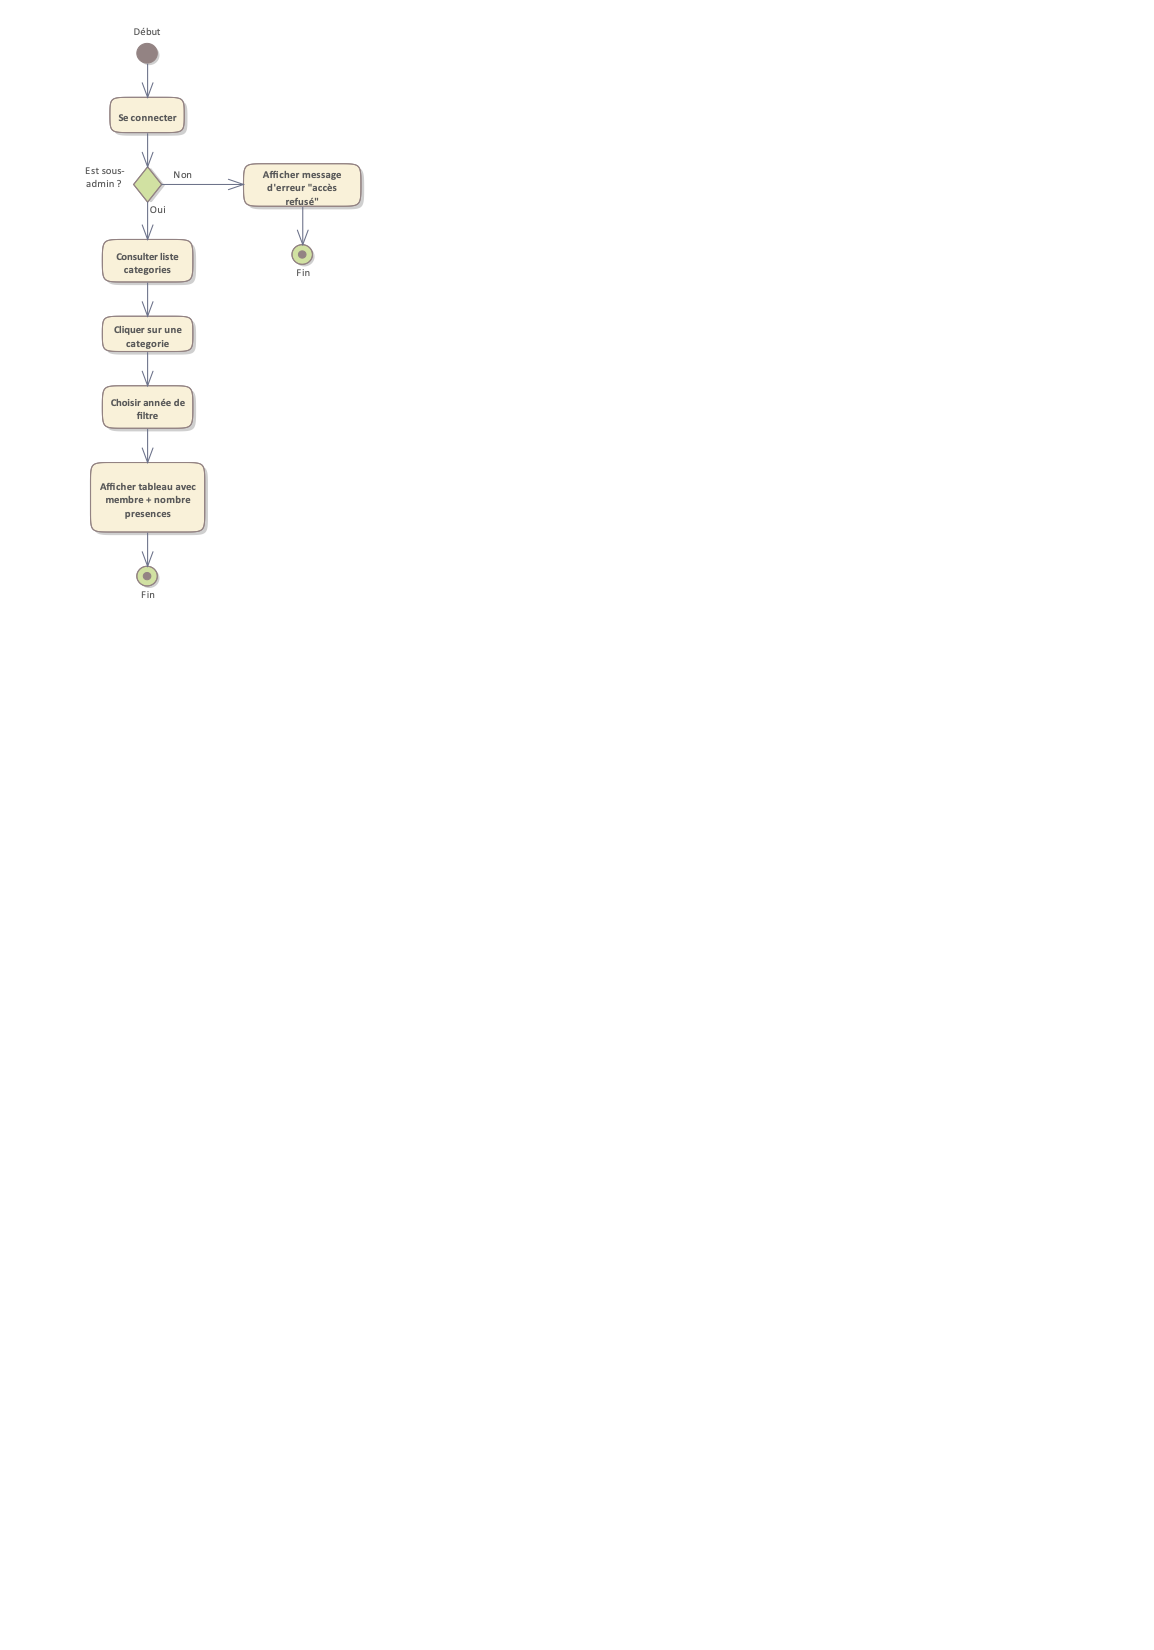 Début
Se connecter
Est sous-
admin ?
Non
Afficher message
d'erreur "accès
refusé"
Oui
Fin
Consulter liste
categories
Cliquer sur une
categorie
Choisir année de
filtre
Afficher tableau avec
membre + nombre
presences
Fin